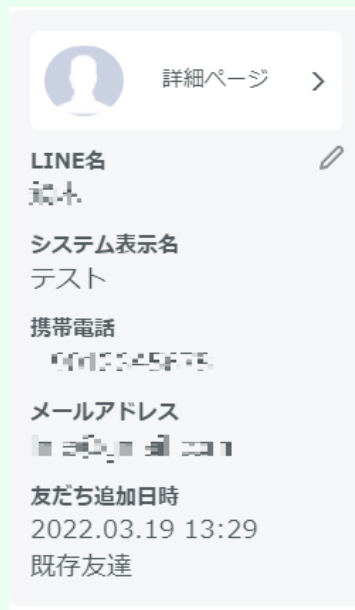 詳細ページ
LINE名
システム表示名
テスト
携帯電話
メールアドレス
友だち追加日時
2022.03.19 13:29
既存友達